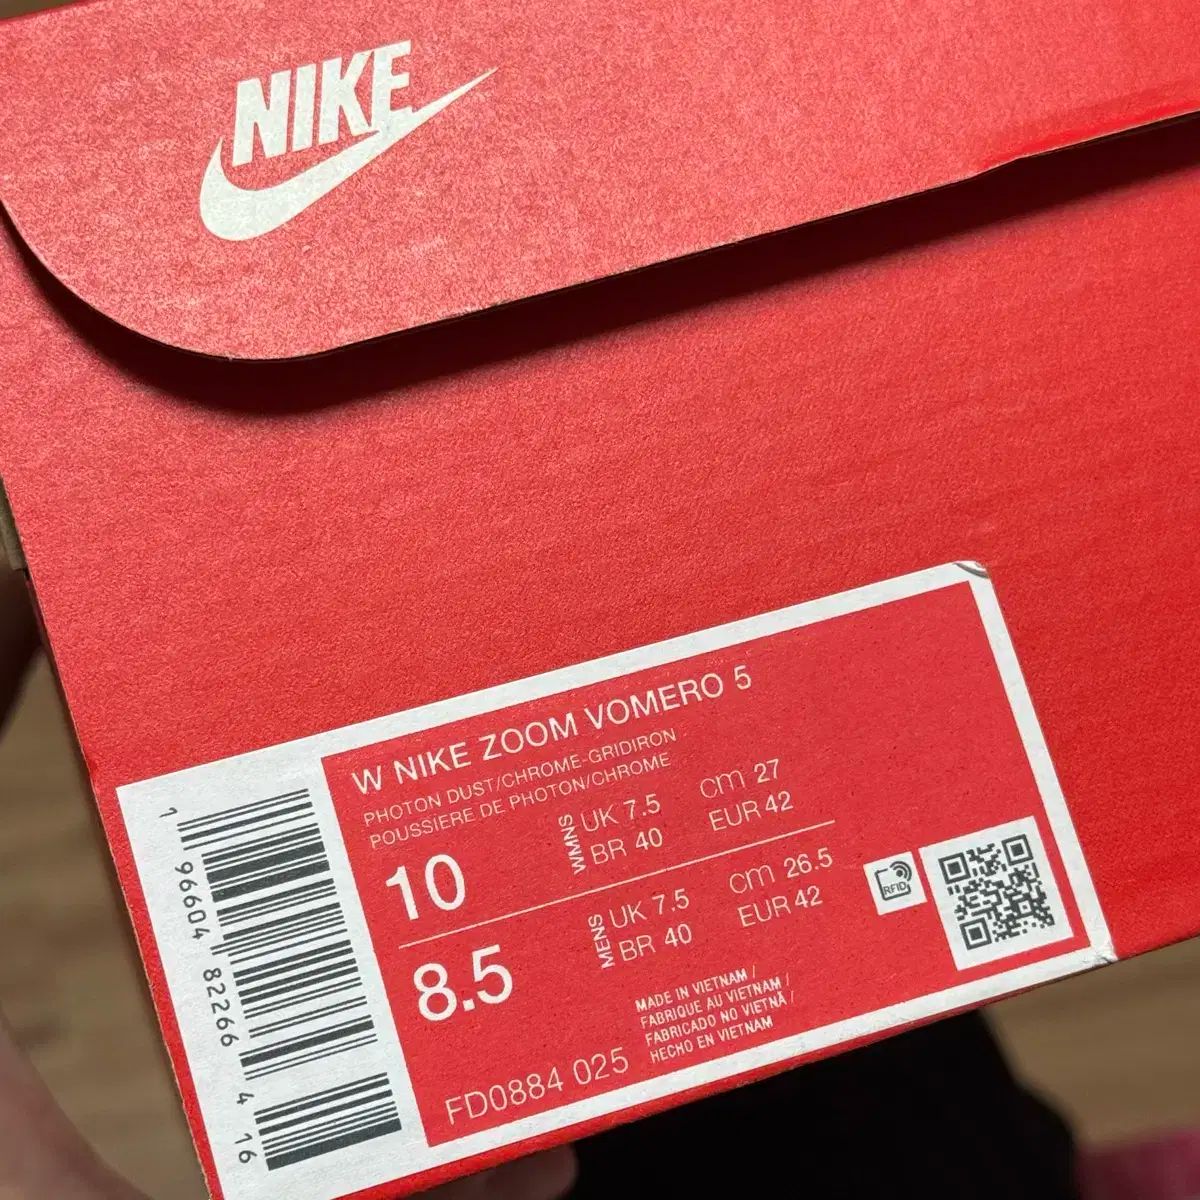 NIKE
W NIKE ZOOM VOMERO 5
PHOTON DUST/CHROME-GRIDIRON
POUSSIERE DE PHOTON/CHROME
10
WMNS
UK 7.5
cm 27
BR 40
EUR 42
8.5
MENS
UK 7.5
cm 26.5
BR 40
EUR 42
RFID
MADE IN VIETNAM /
FABRIQUE AU VIETNAM /
FABRICADO NO VIETNÃ /
HECHO EN VIETNAM
FD0884 025
1 96604 82266 4 16